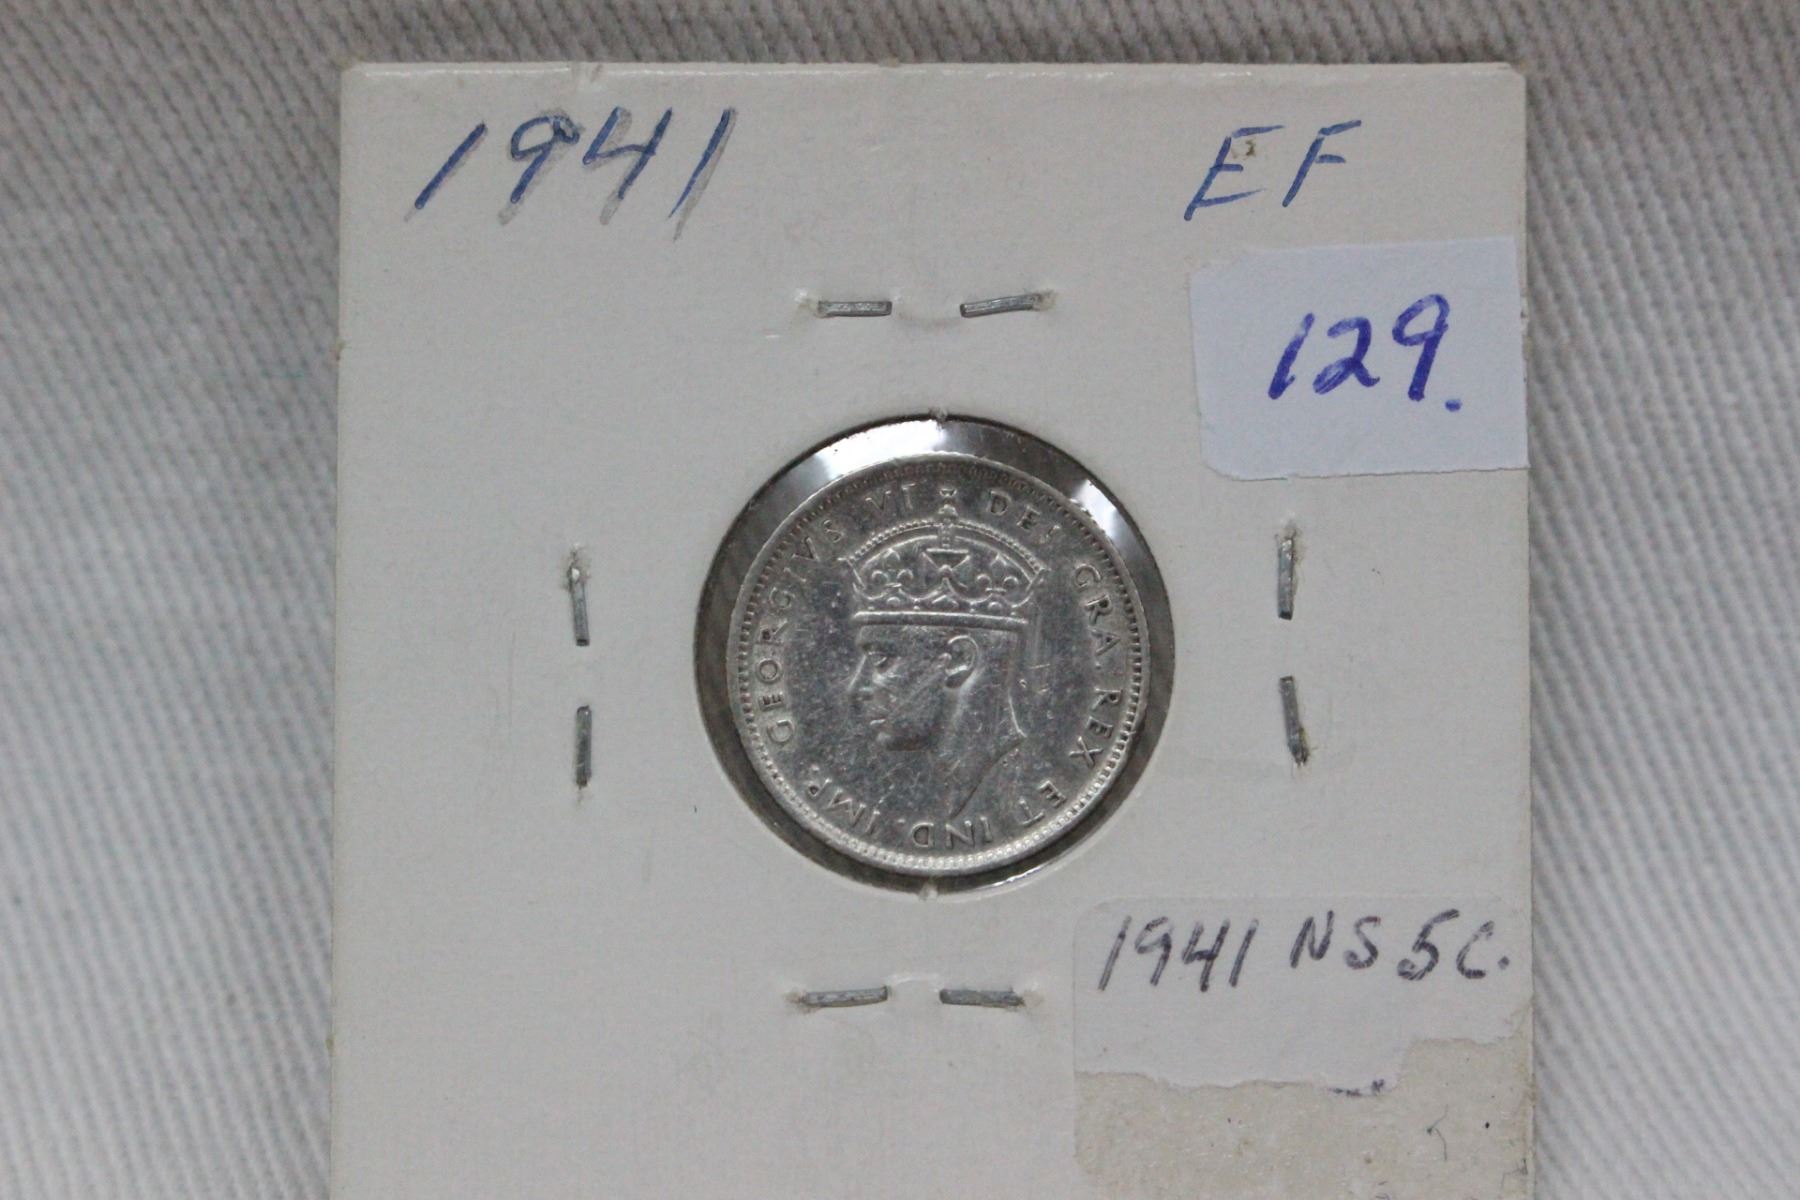 1941 EF
129.
GEORGIVS VI DEI GRA. REX ET IND. IMP.
1941 NS 5C.